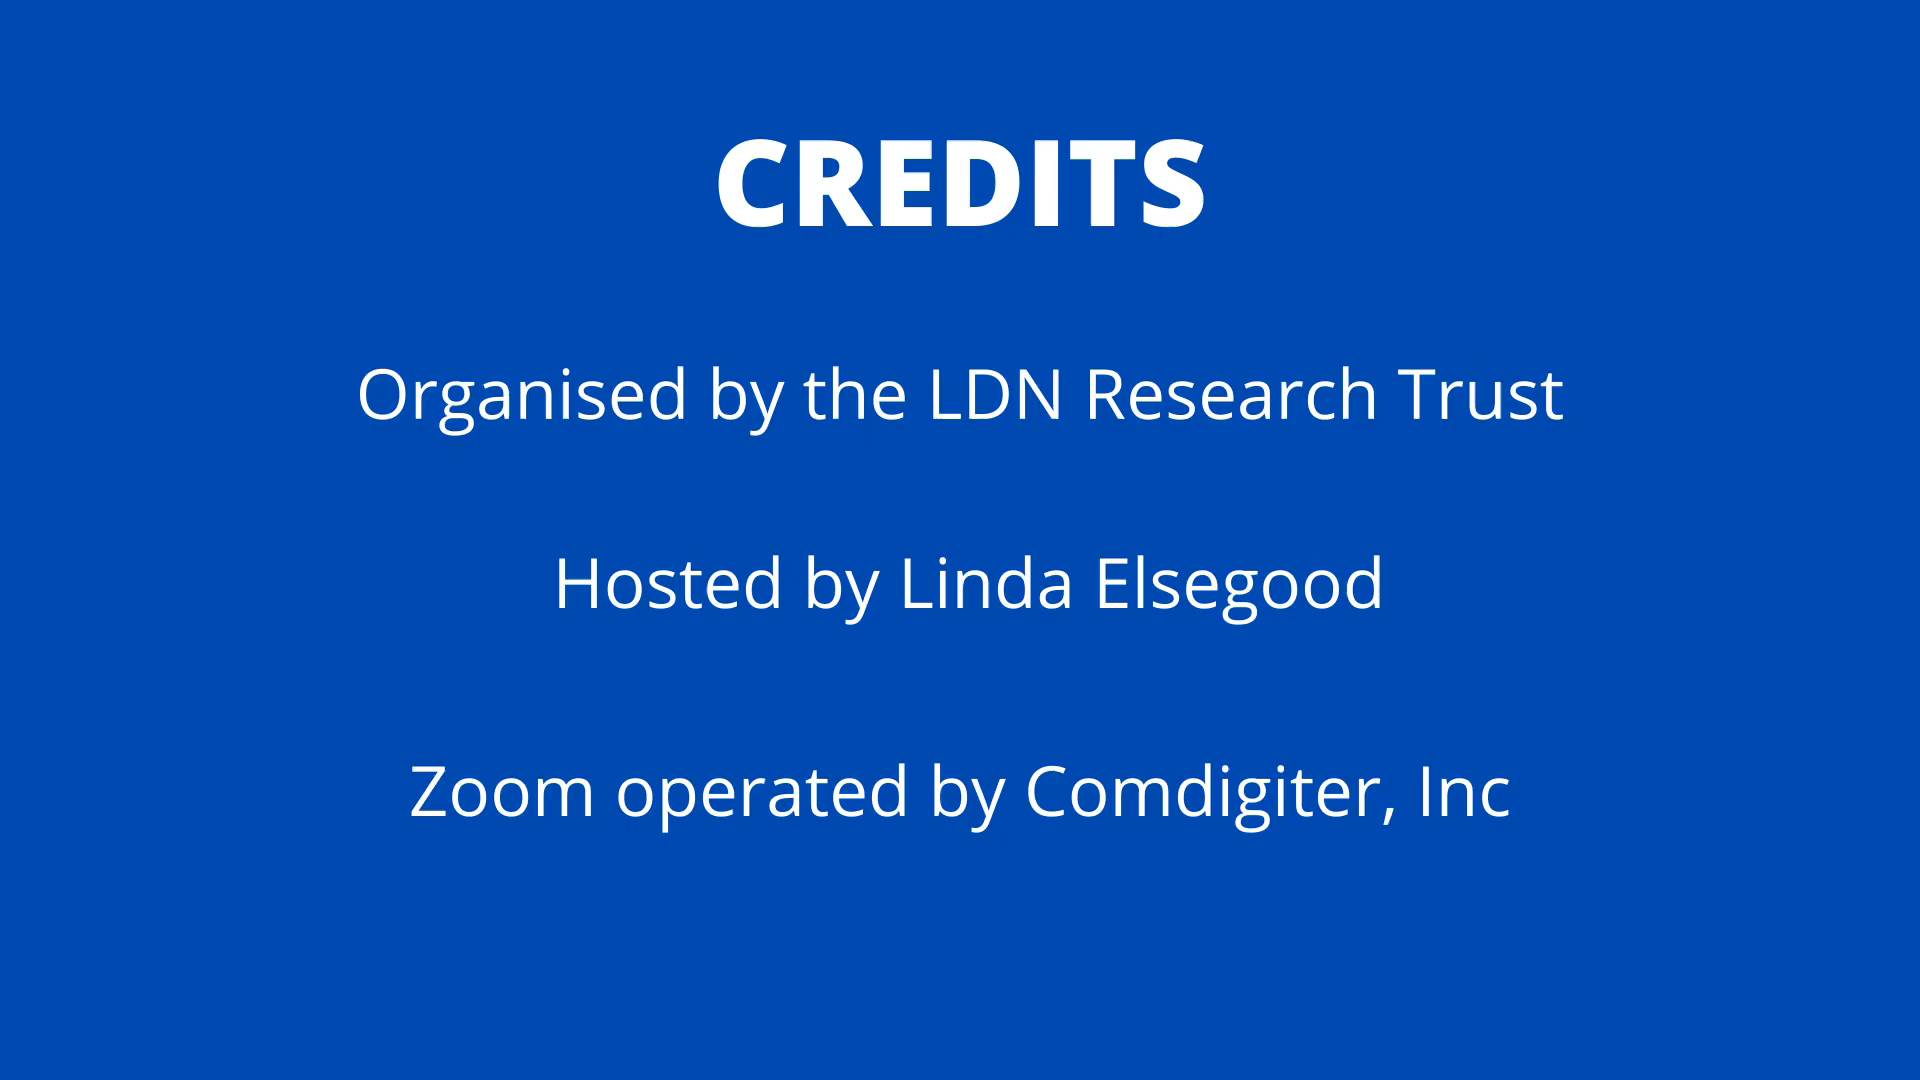 CREDITS
Organised by the LDN Research Trust
Hosted by Linda Elsegood
Zoom operated by Comdigiter, Inc